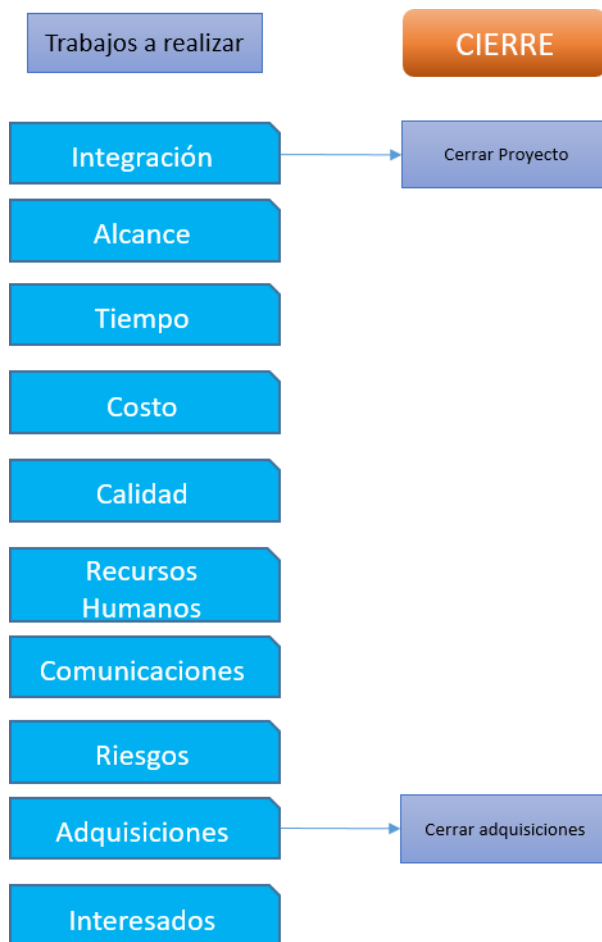 Trabajos a realizar
CIERRE
Integración
Cerrar Proyecto
Alcance
Tiempo
Costo
Calidad
Recursos
Humanos
Comunicaciones
Riesgos
Adquisiciones
Cerrar adquisiciones
Interesados